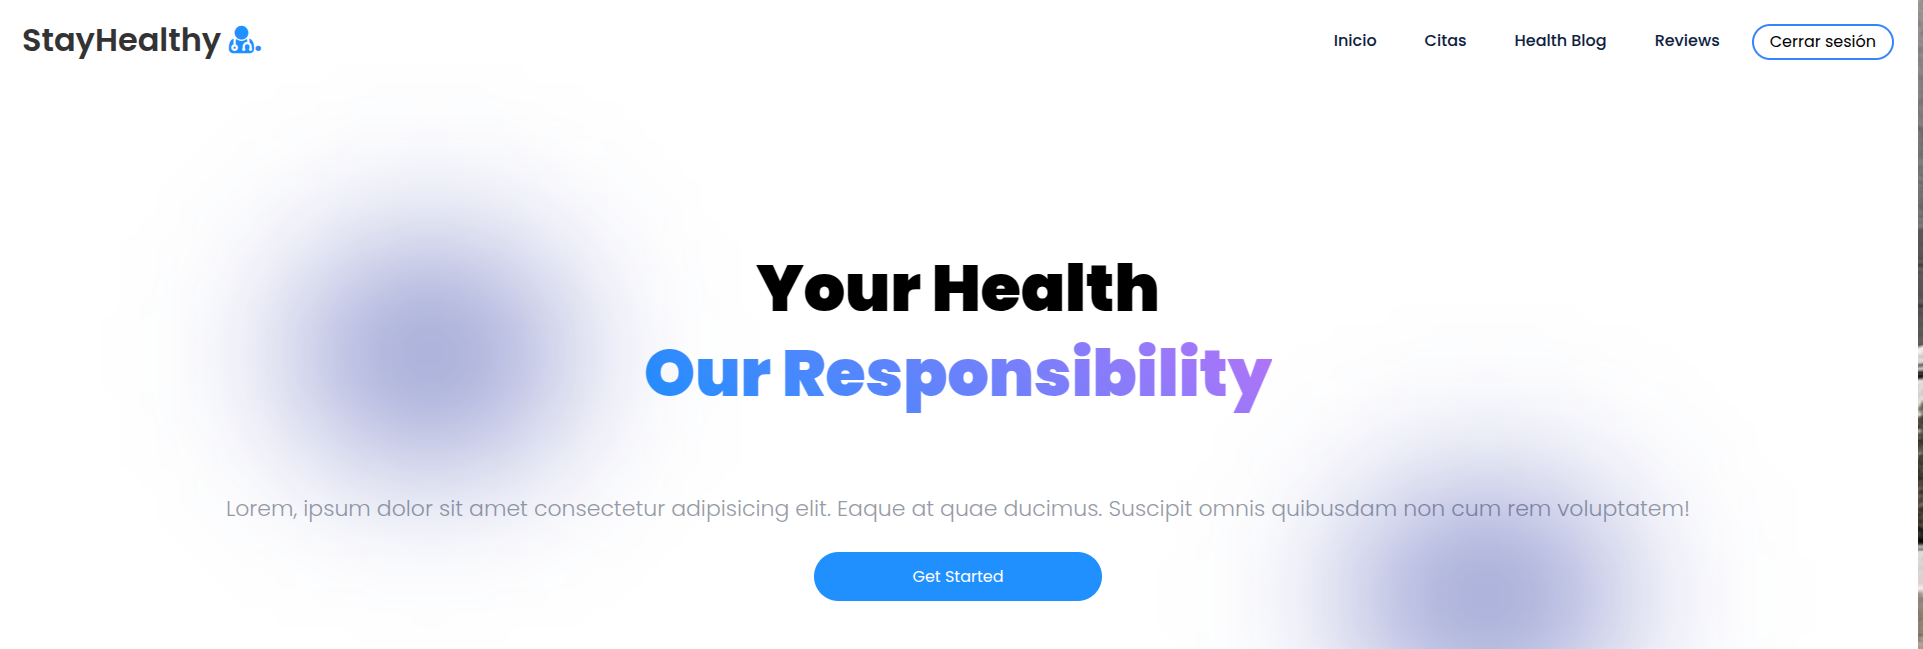 StayHealthy
Inicio Citas Health Blog Reviews Cerrar sesión
Your Health
Our Responsibility
Lorem, ipsum dolor sit amet consectetur adipisicing elit. Eaque at quae ducimus. Suscipit omnis quibusdam non cum rem voluptatem!
Get Started